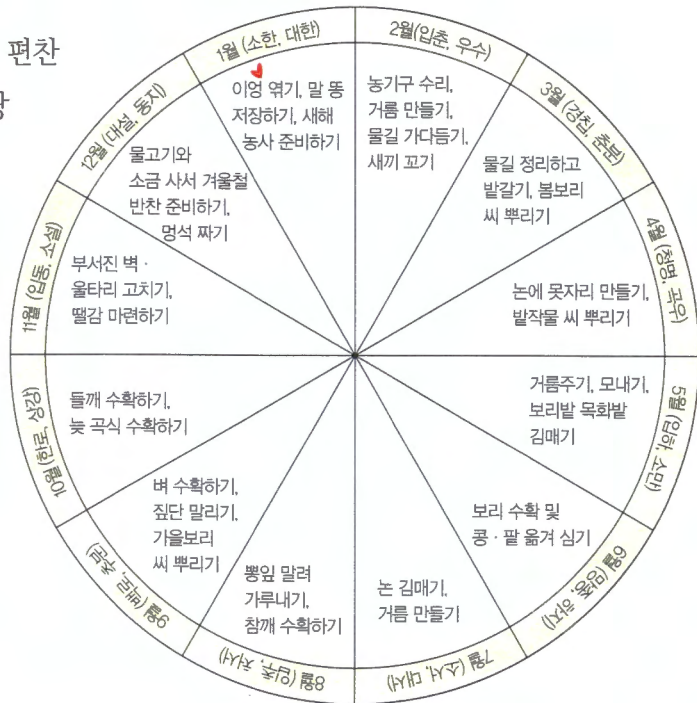 편찬
1월 (소한, 대한)
이엉 엮기, 말 똥
저장하기, 새해
농사 준비하기
2월(입춘, 우수)
농기구 수리,
거름 만들기,
물길 가다듬기,
새끼 꼬기
3월 (경칩, 춘분)
물길 정리하고
밭갈기, 봄보리
씨 뿌리기
4월 (청명, 곡우)
논에 못자리 만들기,
밭작물 씨 뿌리기
5월 (입하, 소만)
거름주기, 모내기,
보리밭 목화밭
김매기
6월 (망종, 하지)
보리 수확 및
콩 · 팥 옮겨 심기
7월 (소서, 대서)
논 김매기,
거름 만들기
8월 (입추, 처서)
뽕잎 말려
가루내기,
참깨 수확하기
9월 (백로, 추분)
벼 수확하기,
짚단 말리기,
가을보리
씨 뿌리기
10월 (한로, 상강)
들깨 수확하기,
늦 곡식 수확하기
11월 (입동, 소설)
부서진 벽 ·
울타리 고치기,
땔감 마련하기
12월 (대설, 동지)
물고기와
소금 사서 겨울철
반찬 준비하기,
멍석 짜기